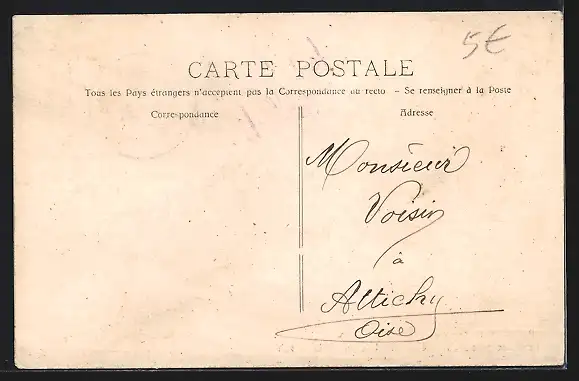 5€
CARTE POSTALE
Tous les Pays étrangers n'acceptent pas la Correspondance au recto - Se renseigner à la Poste
Correspondance
Adresse
Monsieur
Voisin
à
Attichy
Oise